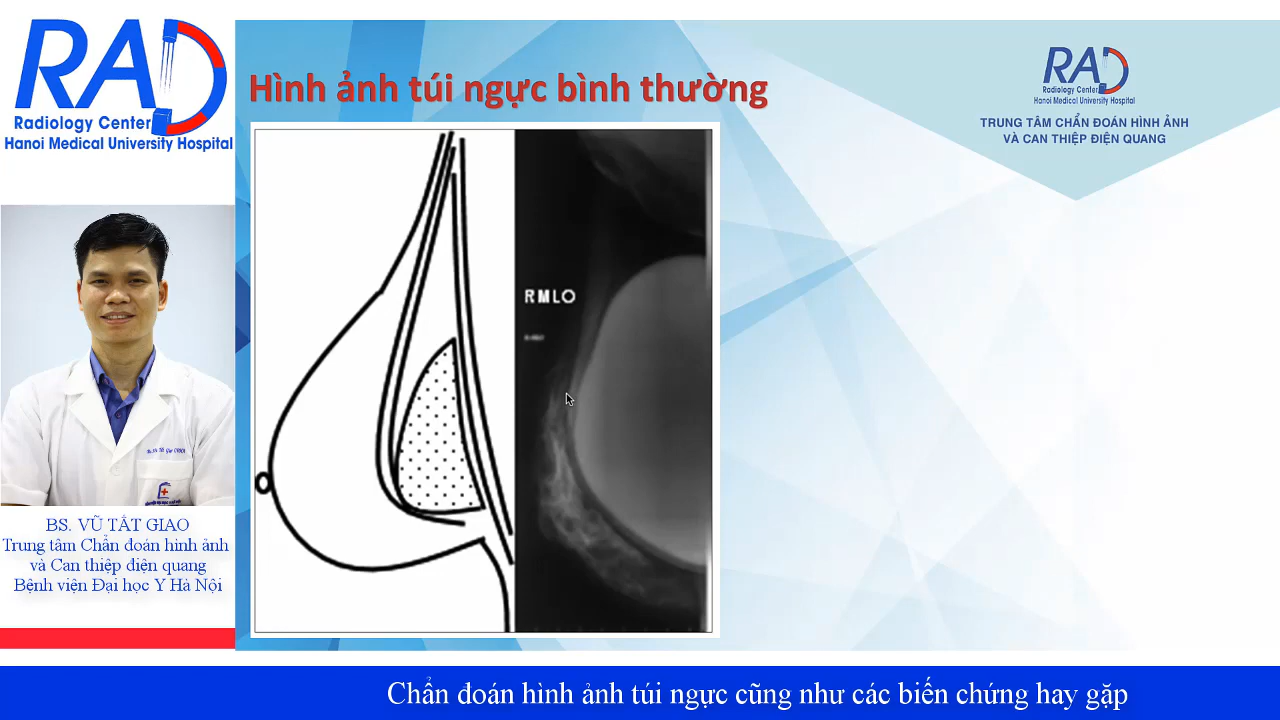 RAD
Radiology Center
Hanoi Medical University Hospital
BS. VŨ TẤT GIAO
Trung tâm Chẩn đoán hình ảnh
và Can thiệp điện quang
Bệnh viện Đại học Y Hà Nội
Hình ảnh túi ngực bình thường
RMLO
RAD
Radiology Center
Hanoi Medical University Hospital
TRUNG TÂM CHẨN ĐOÁN HÌNH ẢNH
VÀ CAN THIỆP ĐIỆN QUANG
Chẩn đoán hình ảnh túi ngực cũng như các biến chứng hay gặp